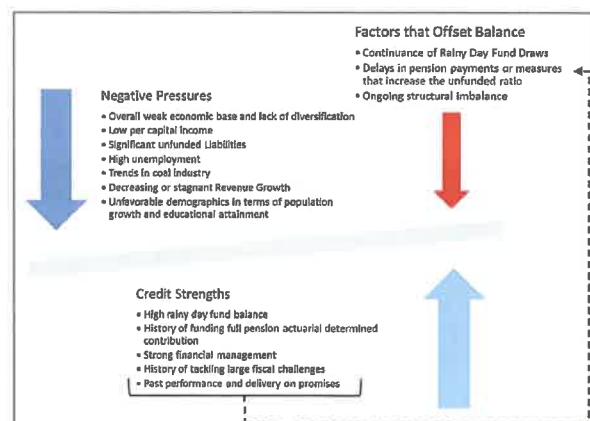 Factors that Offset Balance
• Continuance of Rainy Day Fund Draws
• Delays in pension payments or measures
that increase the unfunded ratio
• Ongoing structural imbalance
Negative Pressures
• Overall weak economic base and lack of diversification
• Low per capital income
• Significant unfunded Liabilities
• High unemployment
• Trends in coal industry
• Decreasing or stagnant Revenue Growth
• Unfavorable demographics in terms of population
growth and educational attainment
Credit Strengths
• High rainy day fund balance
• History of funding full pension actuarial determined
contribution
• Strong financial management
• History of tackling large fiscal challenges
• Past performance and delivery on promises